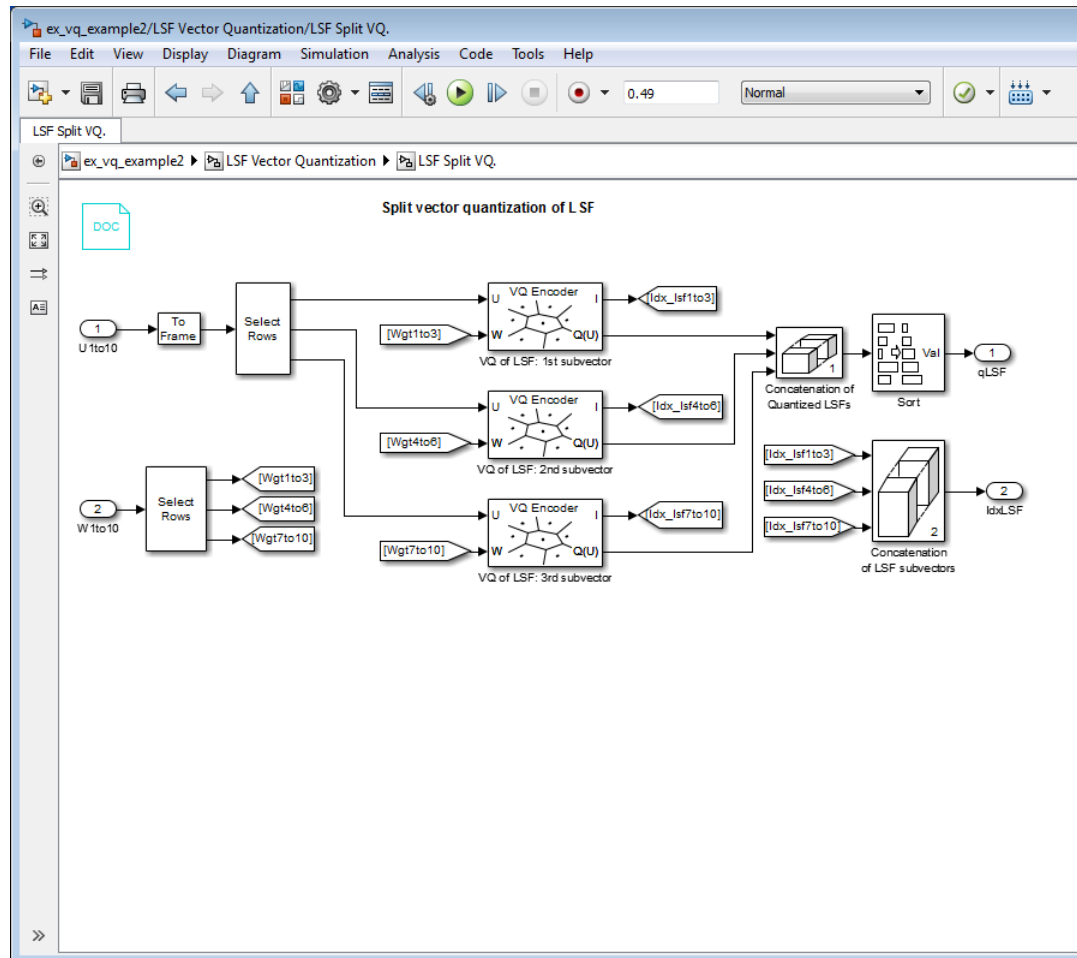 ex_vq_example2/LSF Vector Quantization/LSF Split VQ.
File Edit View Display Diagram Simulation Analysis Code Tools Help
0.49 Normal
LSF Split VQ.
ex_vq_example2 LSF Vector Quantization LSF Split VQ.
DOC
Split vector quantization of LSF
1
U 1to10
To
Frame
Select
Rows
[Wgt1to3]
VQ Encoder
U I
W Q(U)
VQ of LSF: 1st subvector
[Idx_lsf1to3]
[Wgt4to6]
VQ Encoder
U I
W Q(U)
VQ of LSF: 2nd subvector
[Idx_lsf4to6]
[Wgt7to10]
VQ Encoder
U I
W Q(U)
VQ of LSF: 3rd subvector
[Idx_lsf7to10]
1
Concatenation of
Quantized LSFs
Val
Sort
1
qLSF
2
W 1to10
Select
Rows
[Wgt1to3]
[Wgt4to6]
[Wgt7to10]
[Idx_lsf1to3]
[Idx_lsf4to6]
[Idx_lsf7to10]
2
Concatenation
of LSF subvectors
2
IdxLSF